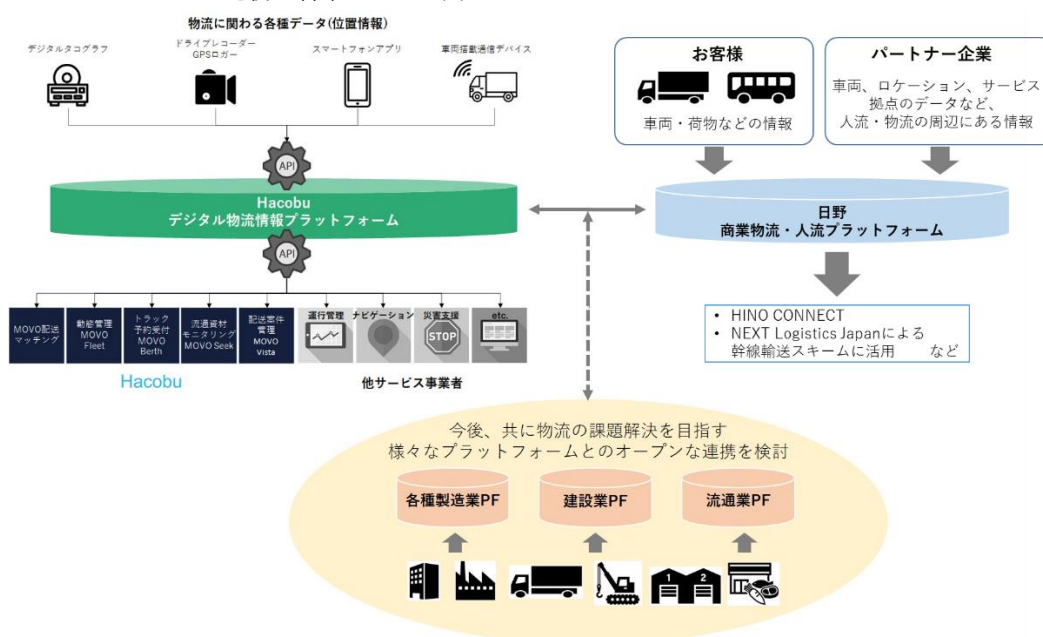 物流に関わる各種データ(位置情報)
デジタルタコグラフ
ドライブレコーダー
GPSロガー
スマートフォンアプリ
車両搭載通信デバイス
API
Hacobu
デジタル物流情報プラットフォーム
API
MOVO配送
マッチング
動態管理
MOVO
Fleet
トラック
予約受付
MOVO
Berth
流通資材
モニタリング
MOVO Seek
配送案件
管理
MOVO
Vista
運行管理
ナビゲーション
災害支援
STOP
etc.
Hacobu
他サービス事業者
お客様
車両・荷物などの情報
パートナー企業
車両、ロケーション、サービス
拠点のデータなど、
人流・物流の周辺にある情報
日野
商業物流・人流プラットフォーム
• HINO CONNECT
• NEXT Logistics Japanによる
幹線輸送スキームに活用 など
今後、共に物流の課題解決を目指す
様々なプラットフォームとのオープンな連携を検討
各種製造業PF
建設業PF
流通業PF
1
2